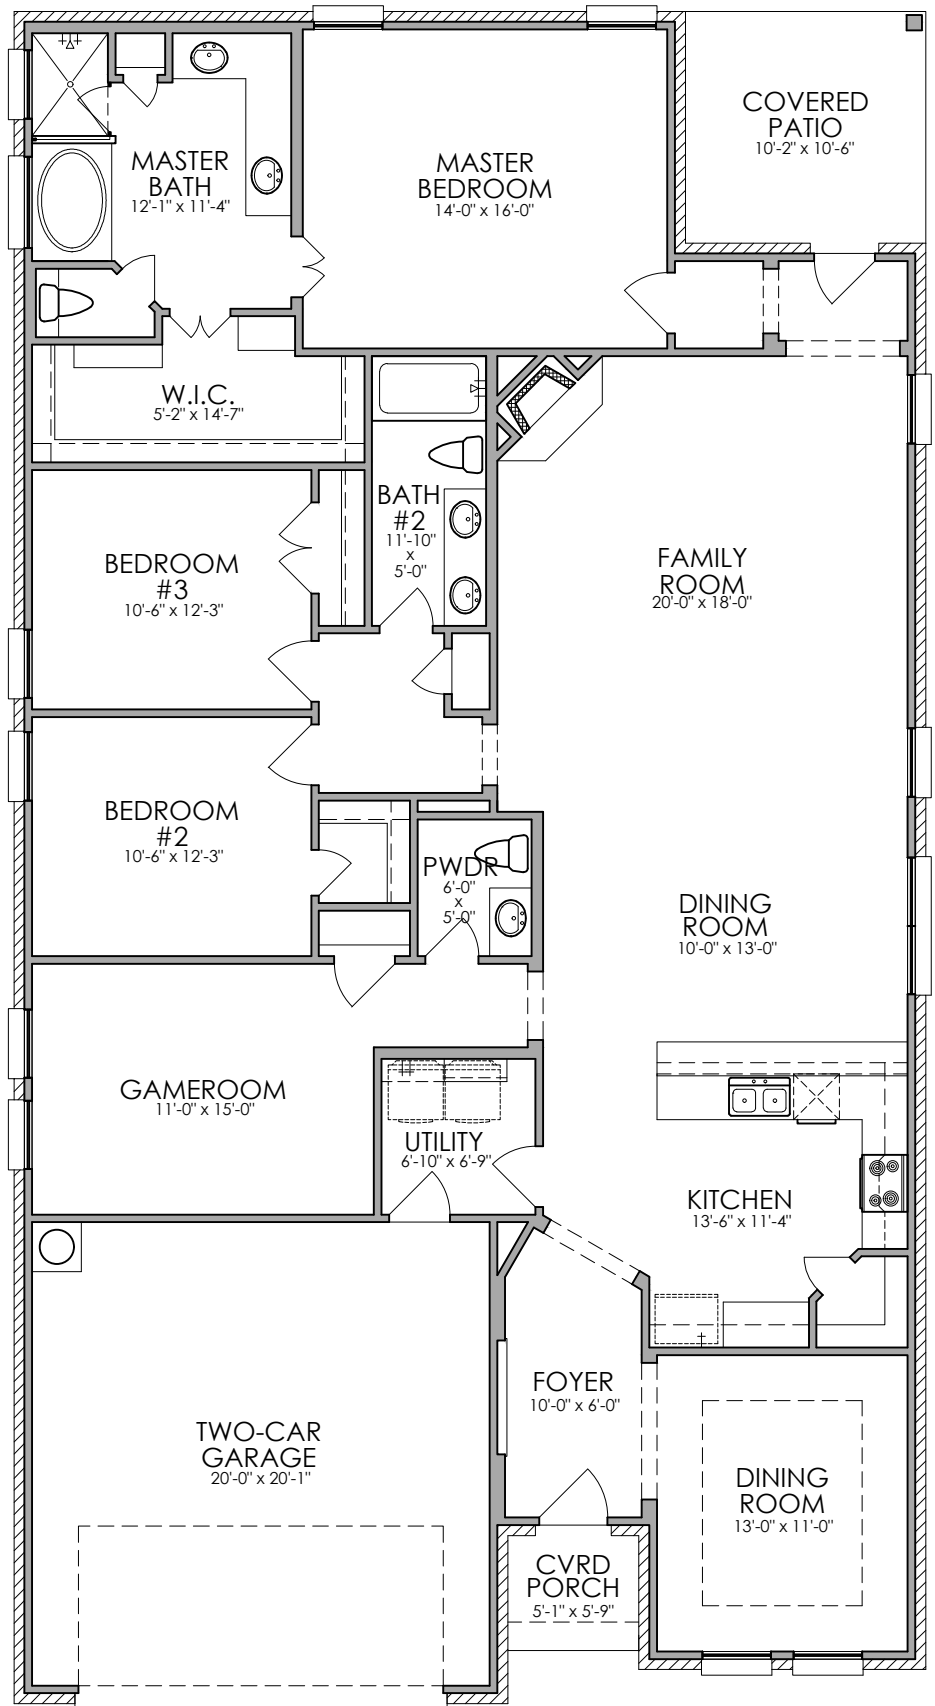 COVERED
PATIO
10'-2" x 10'-6"
MASTER
BATH
12'-1" x 11'-4"
MASTER
BEDROOM
14'-0" x 16'-0"
W.I.C.
5'-2" x 14'-7"
BATH
#2
11'-10"
x
5'-0"
BEDROOM
#3
10'-6" x 12'-3"
FAMILY
ROOM
20'-0" x 18'-0"
BEDROOM
#2
10'-6" x 12'-3"
PWDR
6'-0"
x
5'-0"
DINING
ROOM
10'-0" x 13'-0"
GAMEROOM
11'-0" x 15'-0"
UTILITY
6'-10" x 6'-9"
KITCHEN
13'-6" x 11'-4"
FOYER
10'-0" x 6'-0"
TWO-CAR
GARAGE
20'-0" x 20'-1"
DINING
ROOM
13'-0" x 11'-0"
CVRD
PORCH
5'-1" x 5'-9"